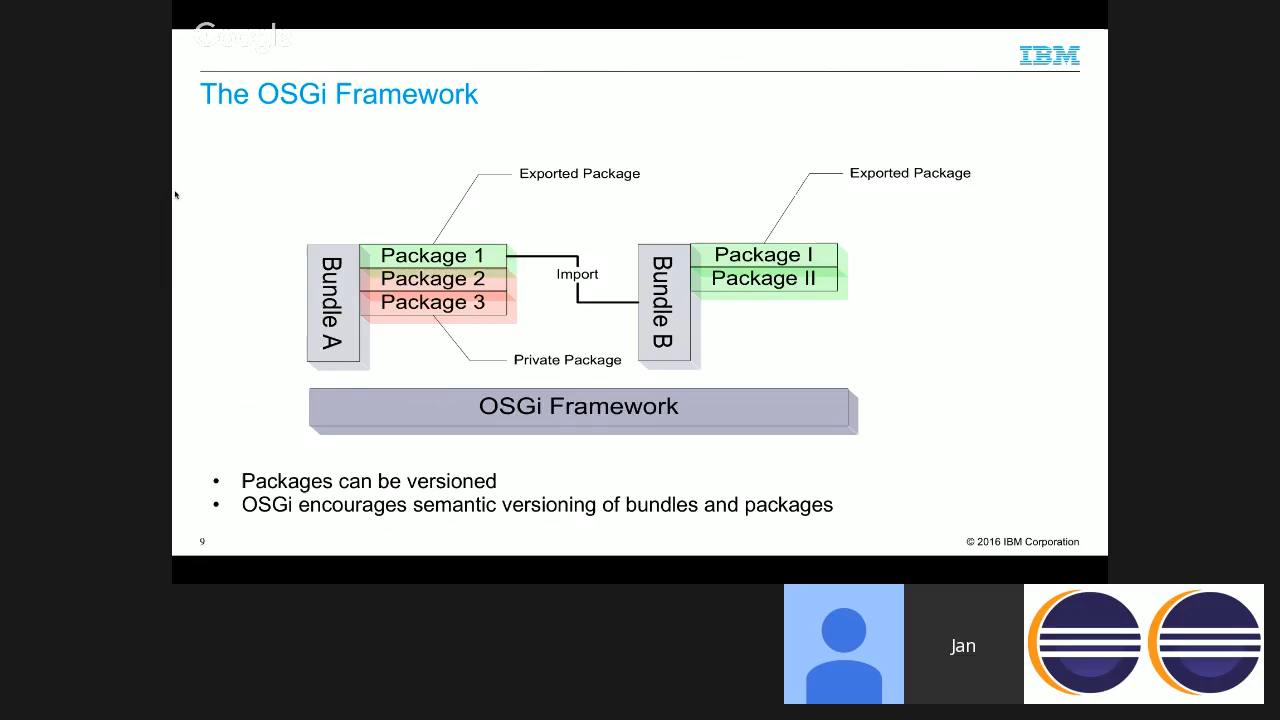 Google
IBM
The OSGi Framework
Exported Package
Exported Package
Package 1
Package 2
Package 3
Bundle A
Import
Bundle B
Package I
Package II
Private Package
OSGi Framework
• Packages can be versioned
• OSGi encourages semantic versioning of bundles and packages
9
© 2016 IBM Corporation
Jan